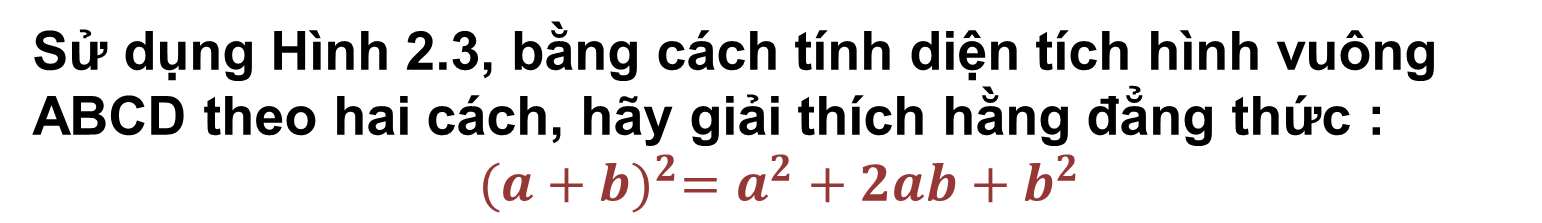 Sử dụng Hình 2.3, bằng cách tính diện tích hình vuông
ABCD theo hai cách, hãy giải thích hằng đẳng thức :
(a + b)²= a² + 2ab + b²